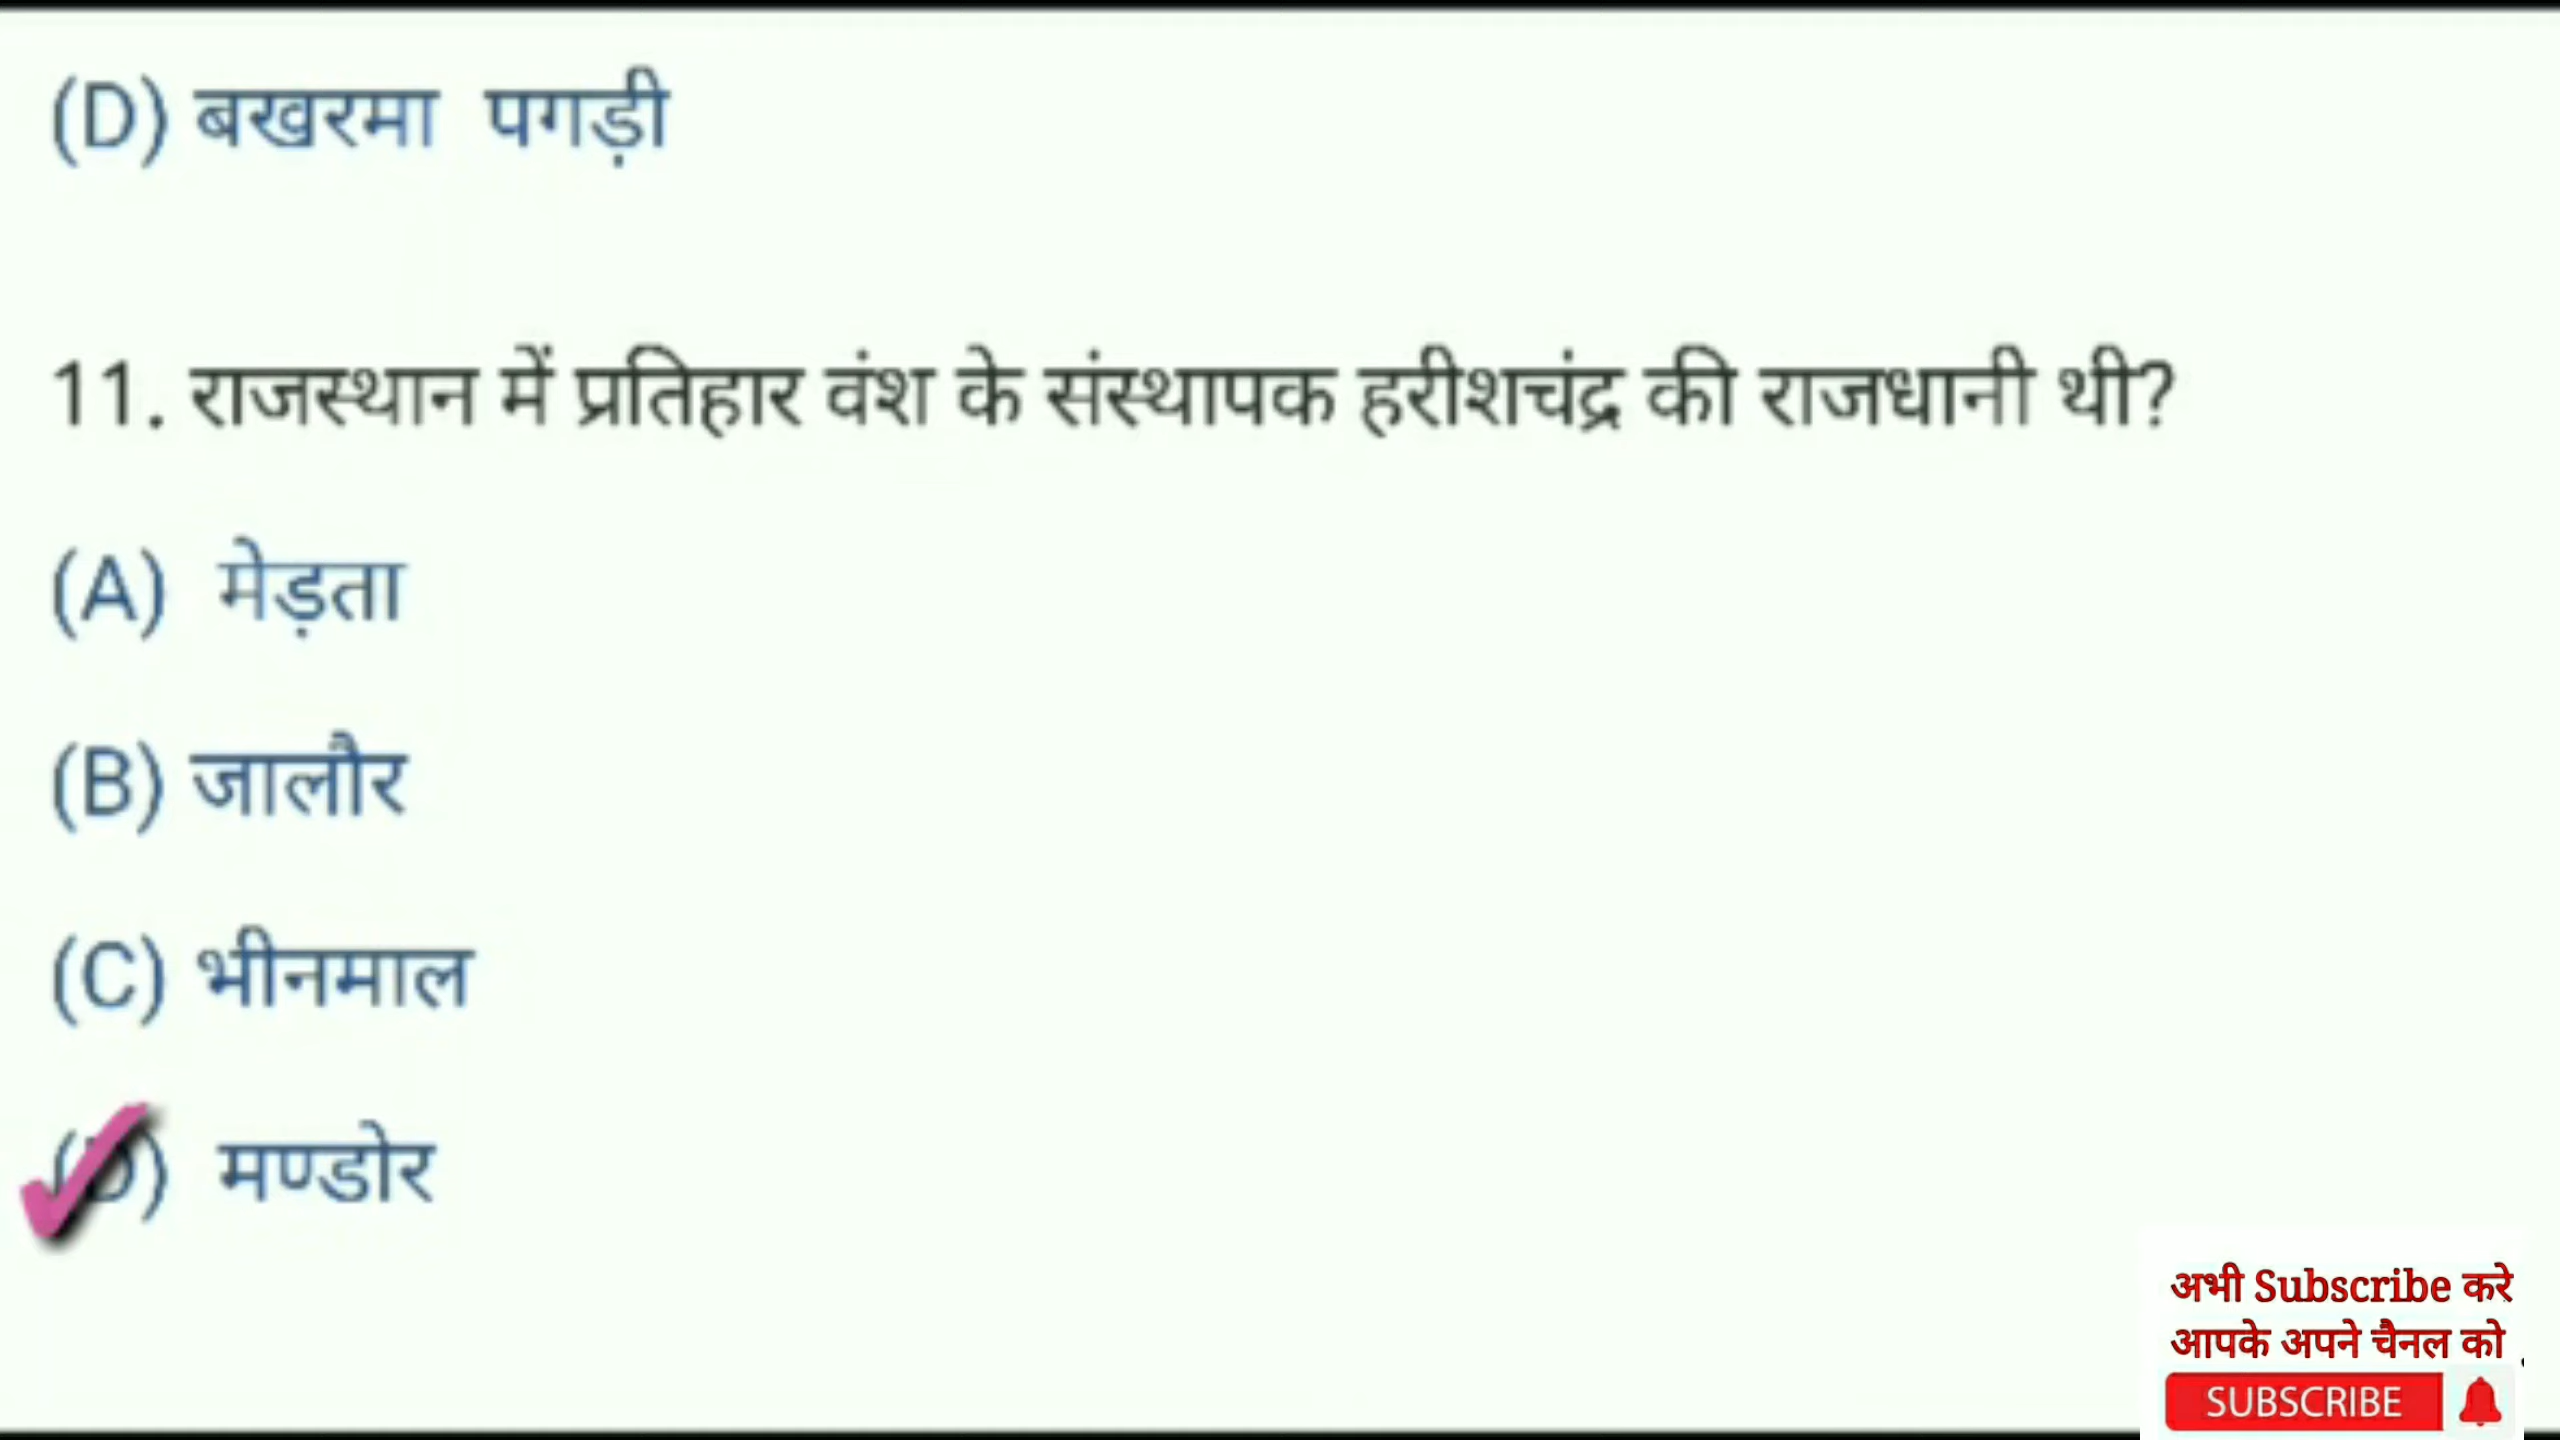 (D) बखरमा पगड़ी
11. राजस्थान में प्रतिहार वंश के संस्थापक हरीशचंद्र की राजधानी थी?
(A) मेड़ता
(B) जालौर
(C) भीनमाल
(D) मण्डोर
अभी Subscribe करे
आपके अपने चैनल को
SUBSCRIBE